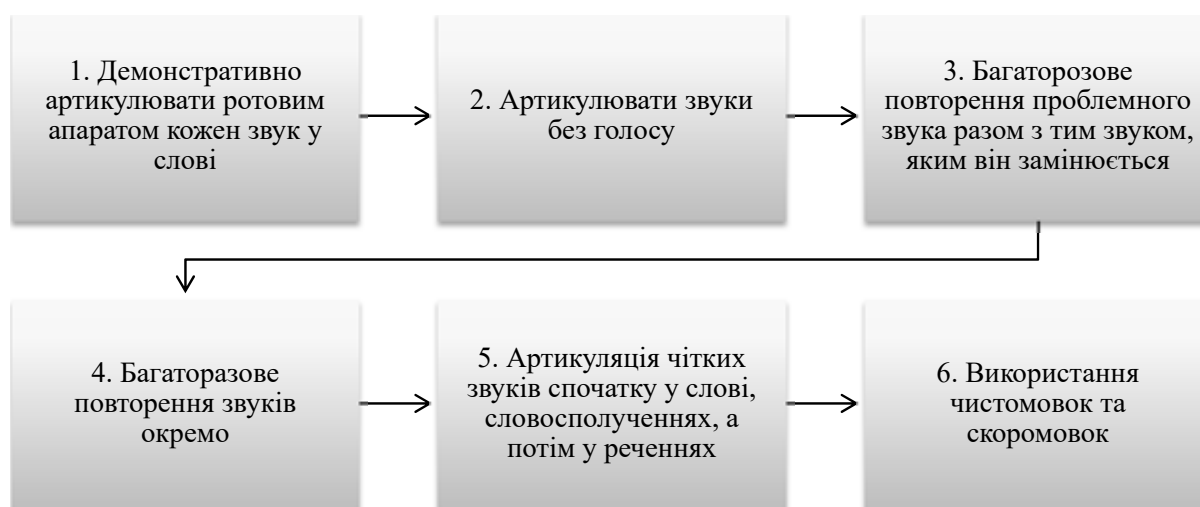 1. Демонстративно
артикулювати ротовим
апаратом кожен звук у
слові
2. Артикулювати звуки
без голосу
3. Багаторозове
повторення проблемного
звука разом з тим звуком,
яким він замінюється
4. Багаторазове
повторення звуків
окремо
5. Артикуляція чітких
звуків спочатку у слові,
словосполученнях, а
потім у реченнях
6. Використання
чистомовок та
скоромовок